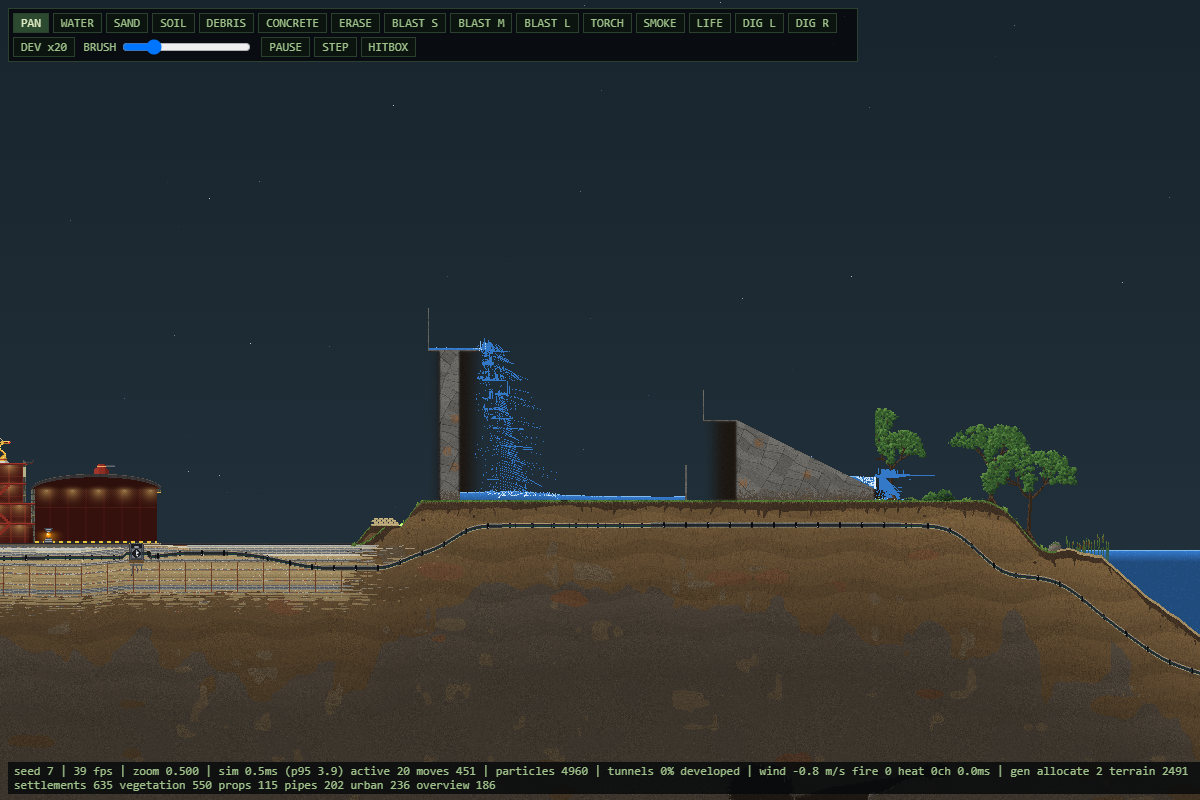 PAN WATER SAND SOIL DEBRIS CONCRETE ERASE BLAST S BLAST M BLAST L TORCH SMOKE LIFE DIG L DIG R
DEV x20 BRUSH PAUSE STEP HITBOX
seed 7 | 39 fps | zoom 0.500 | sim 0.5ms (p95 3.9) active 20 moves 451 | particles 4960 | tunnels 0% developed | wind -0.8 m/s fire 0 heat 0ch 0.0ms | gen allocate 2 terrain 2491
settlements 635 vegetation 550 props 115 pipes 202 urban 236 overview 186